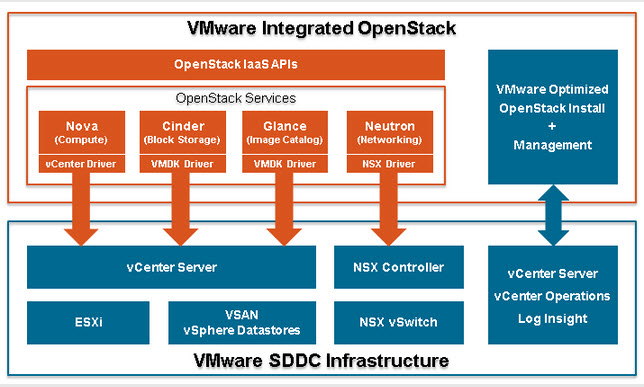 VMware Integrated OpenStack
OpenStack IaaS APIs
OpenStack Services
Nova
(Compute)
vCenter Driver
Cinder
(Block Storage)
VMDK Driver
Glance
(Image Catalog)
VMDK Driver
Neutron
(Networking)
NSX Driver
VMware Optimized
OpenStack Install
+
Management
vCenter Server
NSX Controller
ESXi
VSAN
vSphere Datastores
NSX vSwitch
vCenter Server
vCenter Operations
Log Insight
VMware SDDC Infrastructure